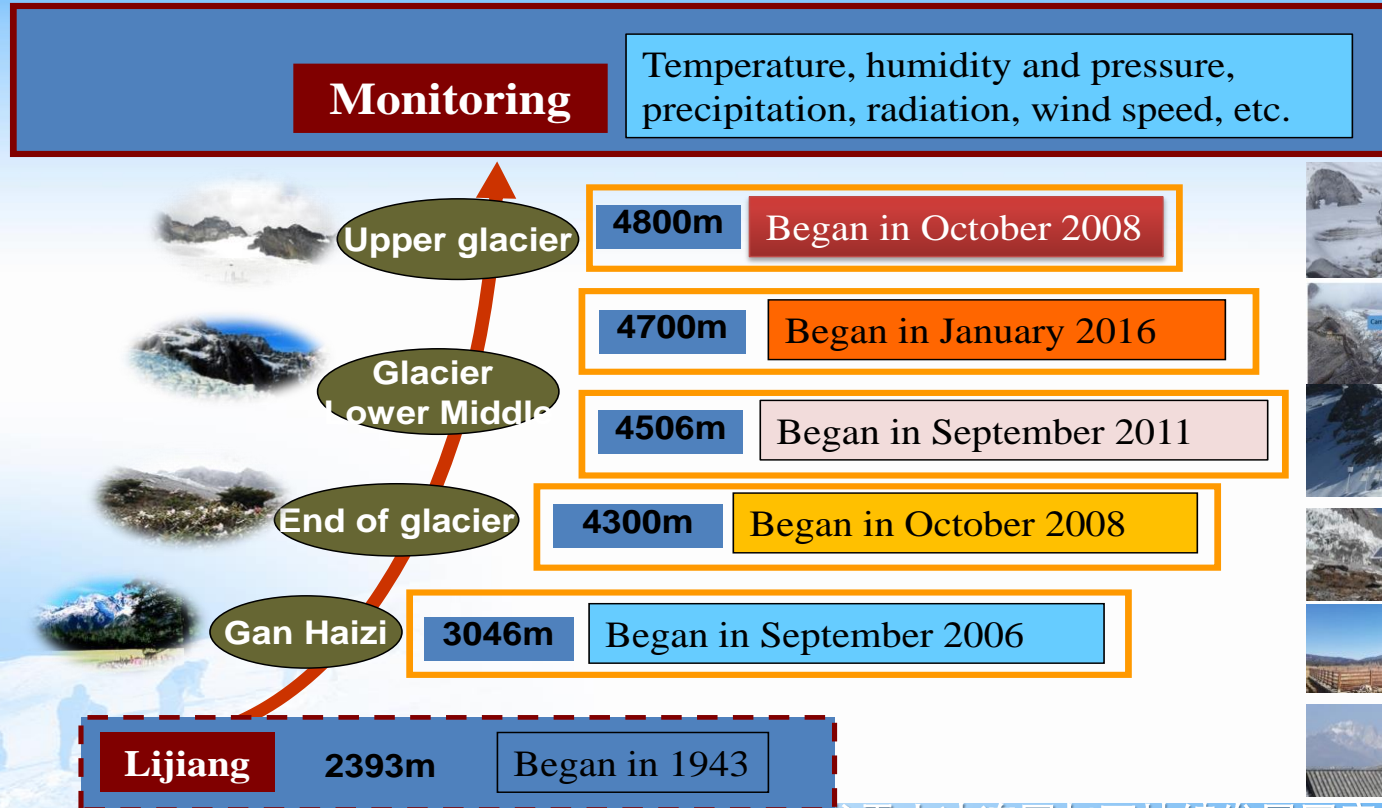 Monitoring
Temperature, humidity and pressure,
precipitation, radiation, wind speed, etc.
Upper glacier
4800m
Began in October 2008
4700m
Began in January 2016
Glacier
Lower Middle
4506m
Began in September 2011
End of glacier
4300m
Began in October 2008
Gan Haizi
3046m
Began in September 2006
Lijiang
2393m
Began in 1943